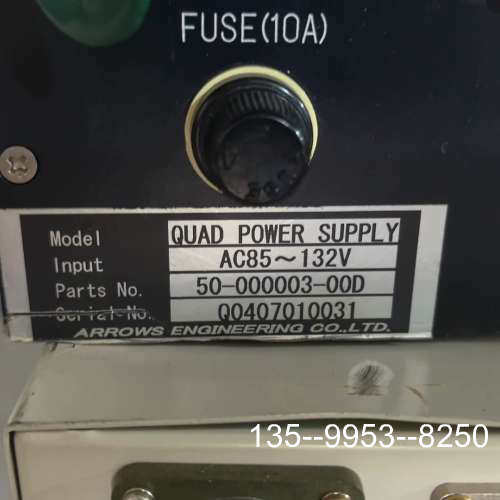 FUSE(10A)
Model QUAD POWER SUPPLY
Input AC85～132V
Parts No. 50-000003-00D
Serial No. Q0407010031
ARROWS ENGINEERING CO.,LTD.
135--9953--8250